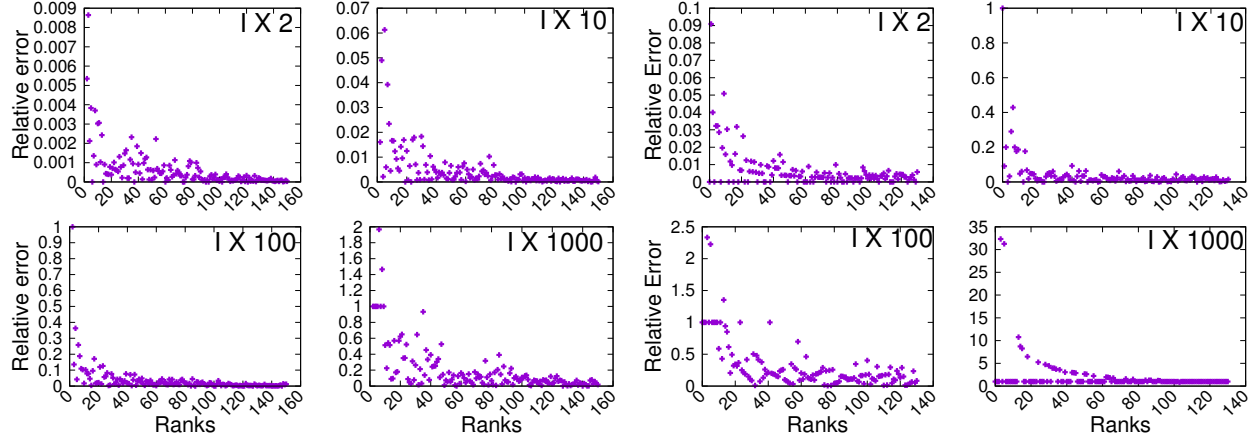 Relative error
0.009
0.008
0.007
0.006
0.005
0.004
0.003
0.002
0.001
0
I X 2
0 20 40 60 80 100 120 140 160
0.07
0.06
0.05
0.04
0.03
0.02
0.01
0
I X 10
0 20 40 60 80 100 120 140 160
Relative Error
0.1
0.09
0.08
0.07
0.06
0.05
0.04
0.03
0.02
0.01
0
I X 2
0 20 40 60 80 100 120 140
1
0.8
0.6
0.4
0.2
0
I X 10
0 20 40 60 80 100 120 140
Relative error
1
0.9
0.8
0.7
0.6
0.5
0.4
0.3
0.2
0.1
0
I X 100
0 20 40 60 80 100 120 140 160
Ranks
2
1.8
1.6
1.4
1.2
1
0.8
0.6
0.4
0.2
0
I X 1000
0 20 40 60 80 100 120 140 160
Ranks
Relative Error
2.5
2
1.5
1
0.5
0
I X 100
0 20 40 60 80 100 120 140
Ranks
35
30
25
20
15
10
5
0
I X 1000
0 20 40 60 80 100 120 140
Ranks